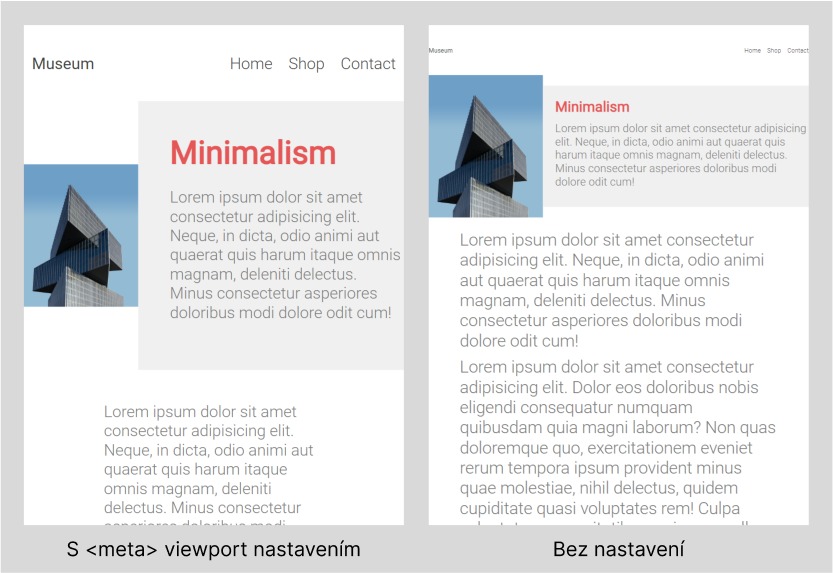 Museum
Home Shop Contact
Minimalism
Lorem ipsum dolor sit amet
consectetur adipisicing elit.
Neque, in dicta, odio animi aut
quaerat quis harum itaque omnis
magnam, deleniti delectus.
Minus consectetur asperiores
doloribus modi dolore odit cum!
Lorem ipsum dolor sit amet
consectetur adipisicing elit.
Neque, in dicta, odio animi aut
quaerat quis harum itaque
omnis magnam, deleniti
delectus. Minus consectetur
asperiores doloribus modi
S <meta> viewport nastavením
Museum
Home Shop Contact
Minimalism
Lorem ipsum dolor sit amet consectetur adipisicing
elit. Neque, in dicta, odio animi aut quaerat quis
harum itaque omnis magnam, deleniti delectus.
Minus consectetur asperiores doloribus modi
dolore odit cum!
Lorem ipsum dolor sit amet consectetur
adipisicing elit. Neque, in dicta, odio animi
aut quaerat quis harum itaque omnis
magnam, deleniti delectus. Minus
consectetur asperiores doloribus modi
dolore odit cum!
Lorem ipsum dolor sit amet consectetur
adipisicing elit. Dolor eos doloribus nobis
eligendi consequatur numquam
quibusdam quia magni laborum? Non quas
doloremque quo, exercitationem eveniet
rerum tempora ipsum provident minus
quae molestiae, nihil delectus, quidem
cupiditate quasi voluptates rem! Culpa
Bez nastavení